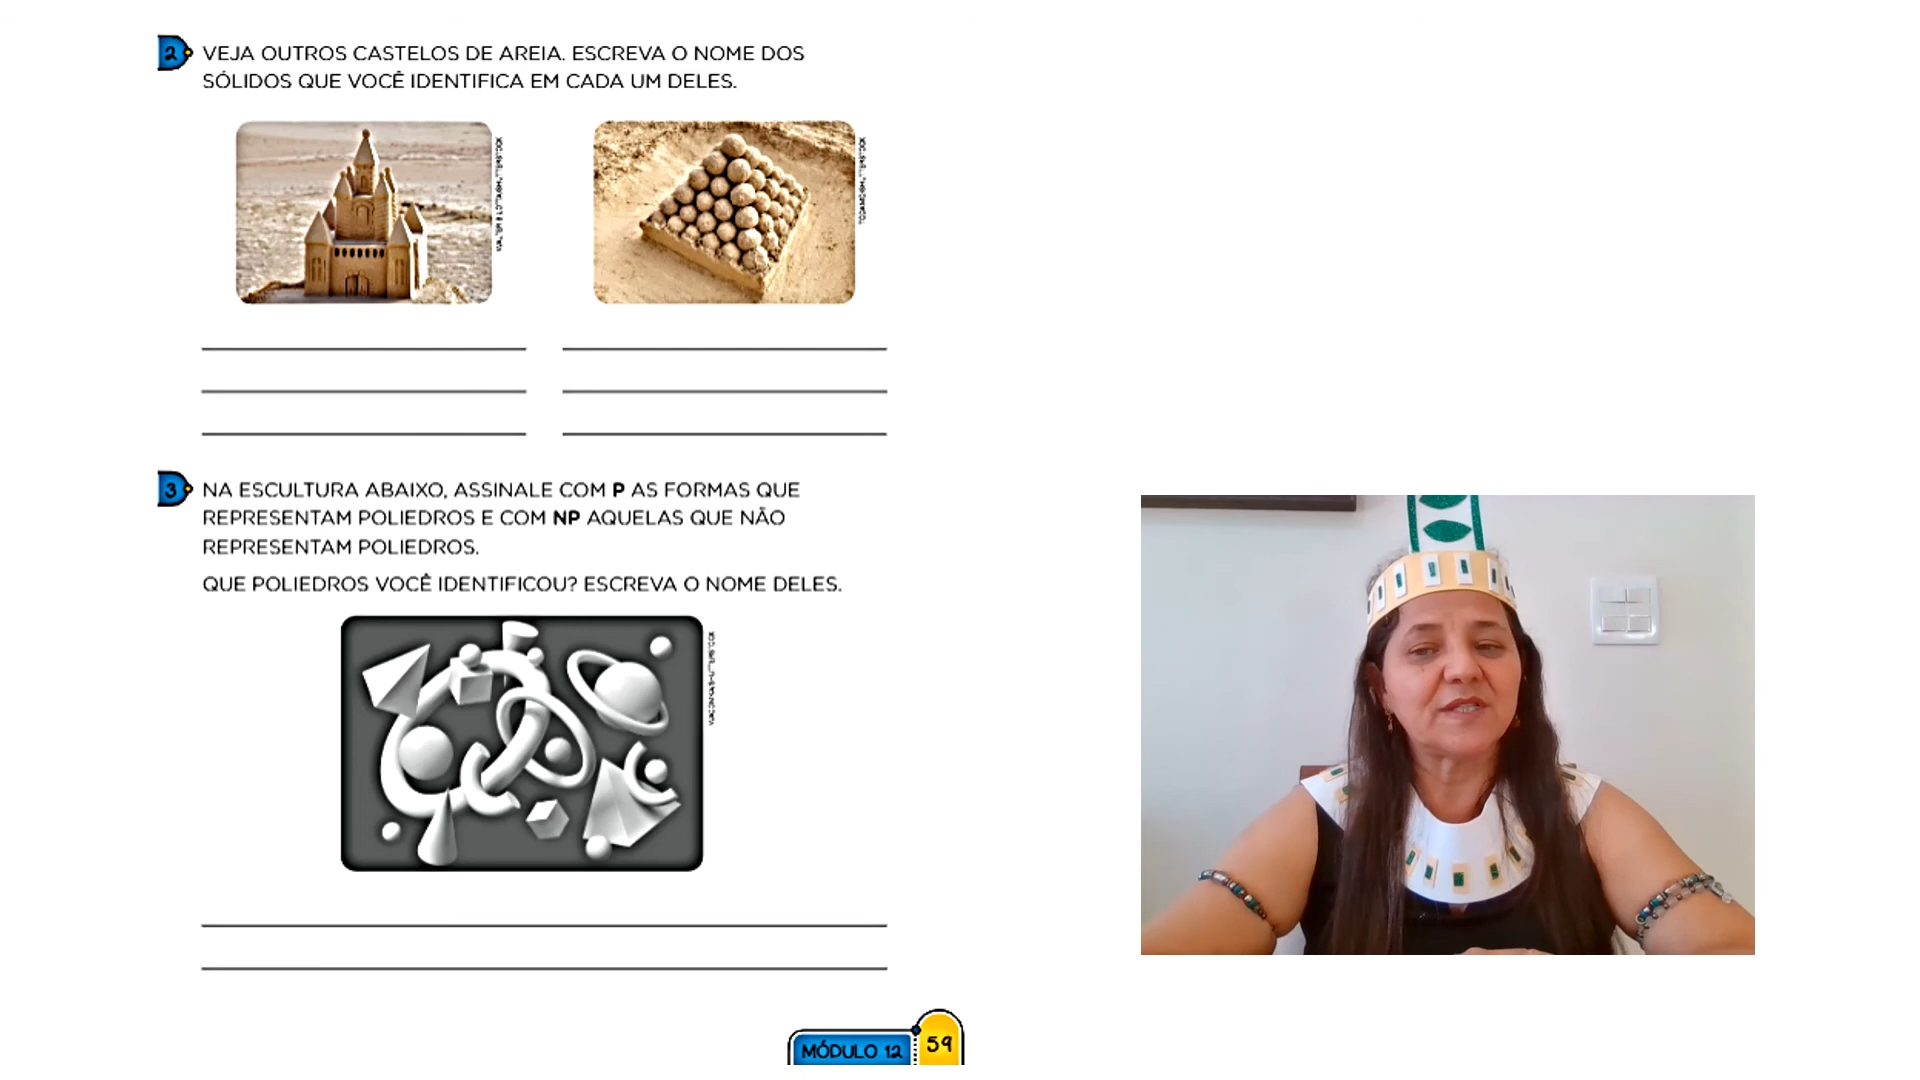 2 VEJA OUTROS CASTELOS DE AREIA. ESCREVA O NOME DOS
SÓLIDOS QUE VOCÊ IDENTIFICA EM CADA UM DELES.
3 NA ESCULTURA ABAIXO, ASSINALE COM P AS FORMAS QUE
REPRESENTAM POLIEDROS E COM NP AQUELAS QUE NÃO
REPRESENTAM POLIEDROS.
QUE POLIEDROS VOCÊ IDENTIFICOU? ESCREVA O NOME DELES.
MÓDULO 12
59